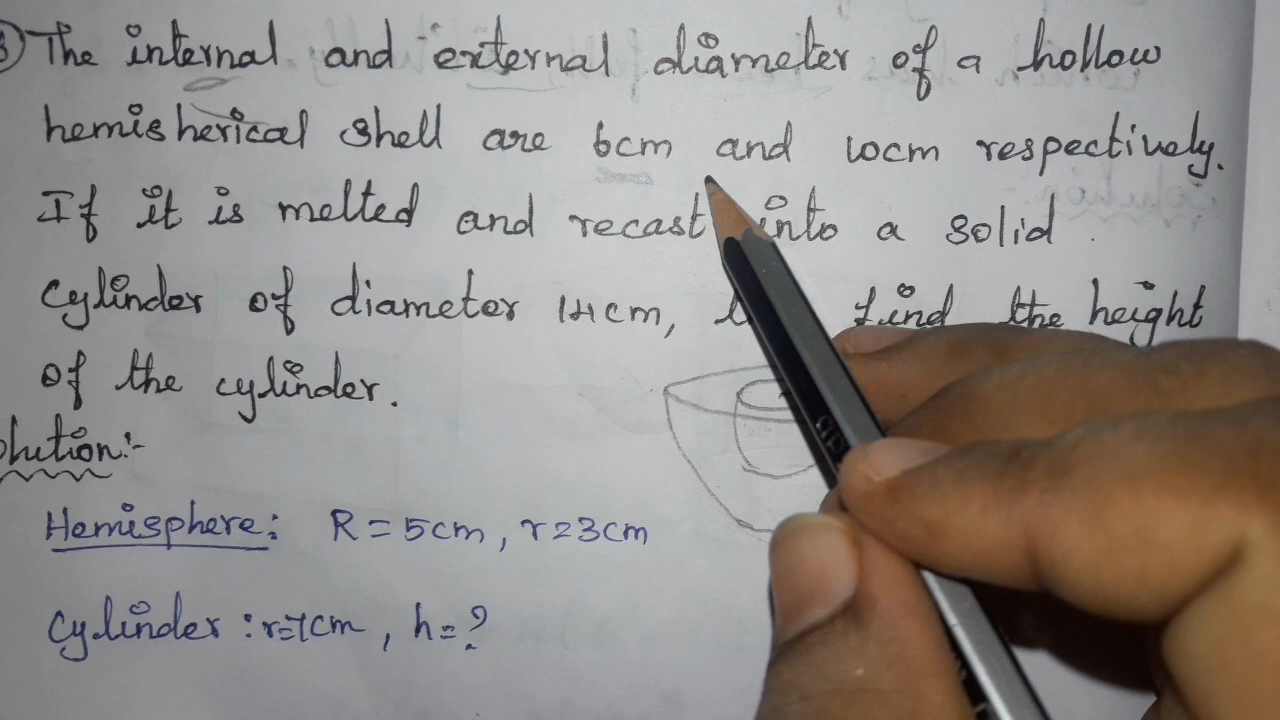 The internal and external diameter of a hollow
hemisherical shell are 6cm and 10cm respectively.
If it is melted and recast into a solid
Cylinder of diameter 14cm, find the height
of the cylinder.
olution:-
Hemisphere: R = 5cm, r=3cm
Cylinder: r=7cm, h=?